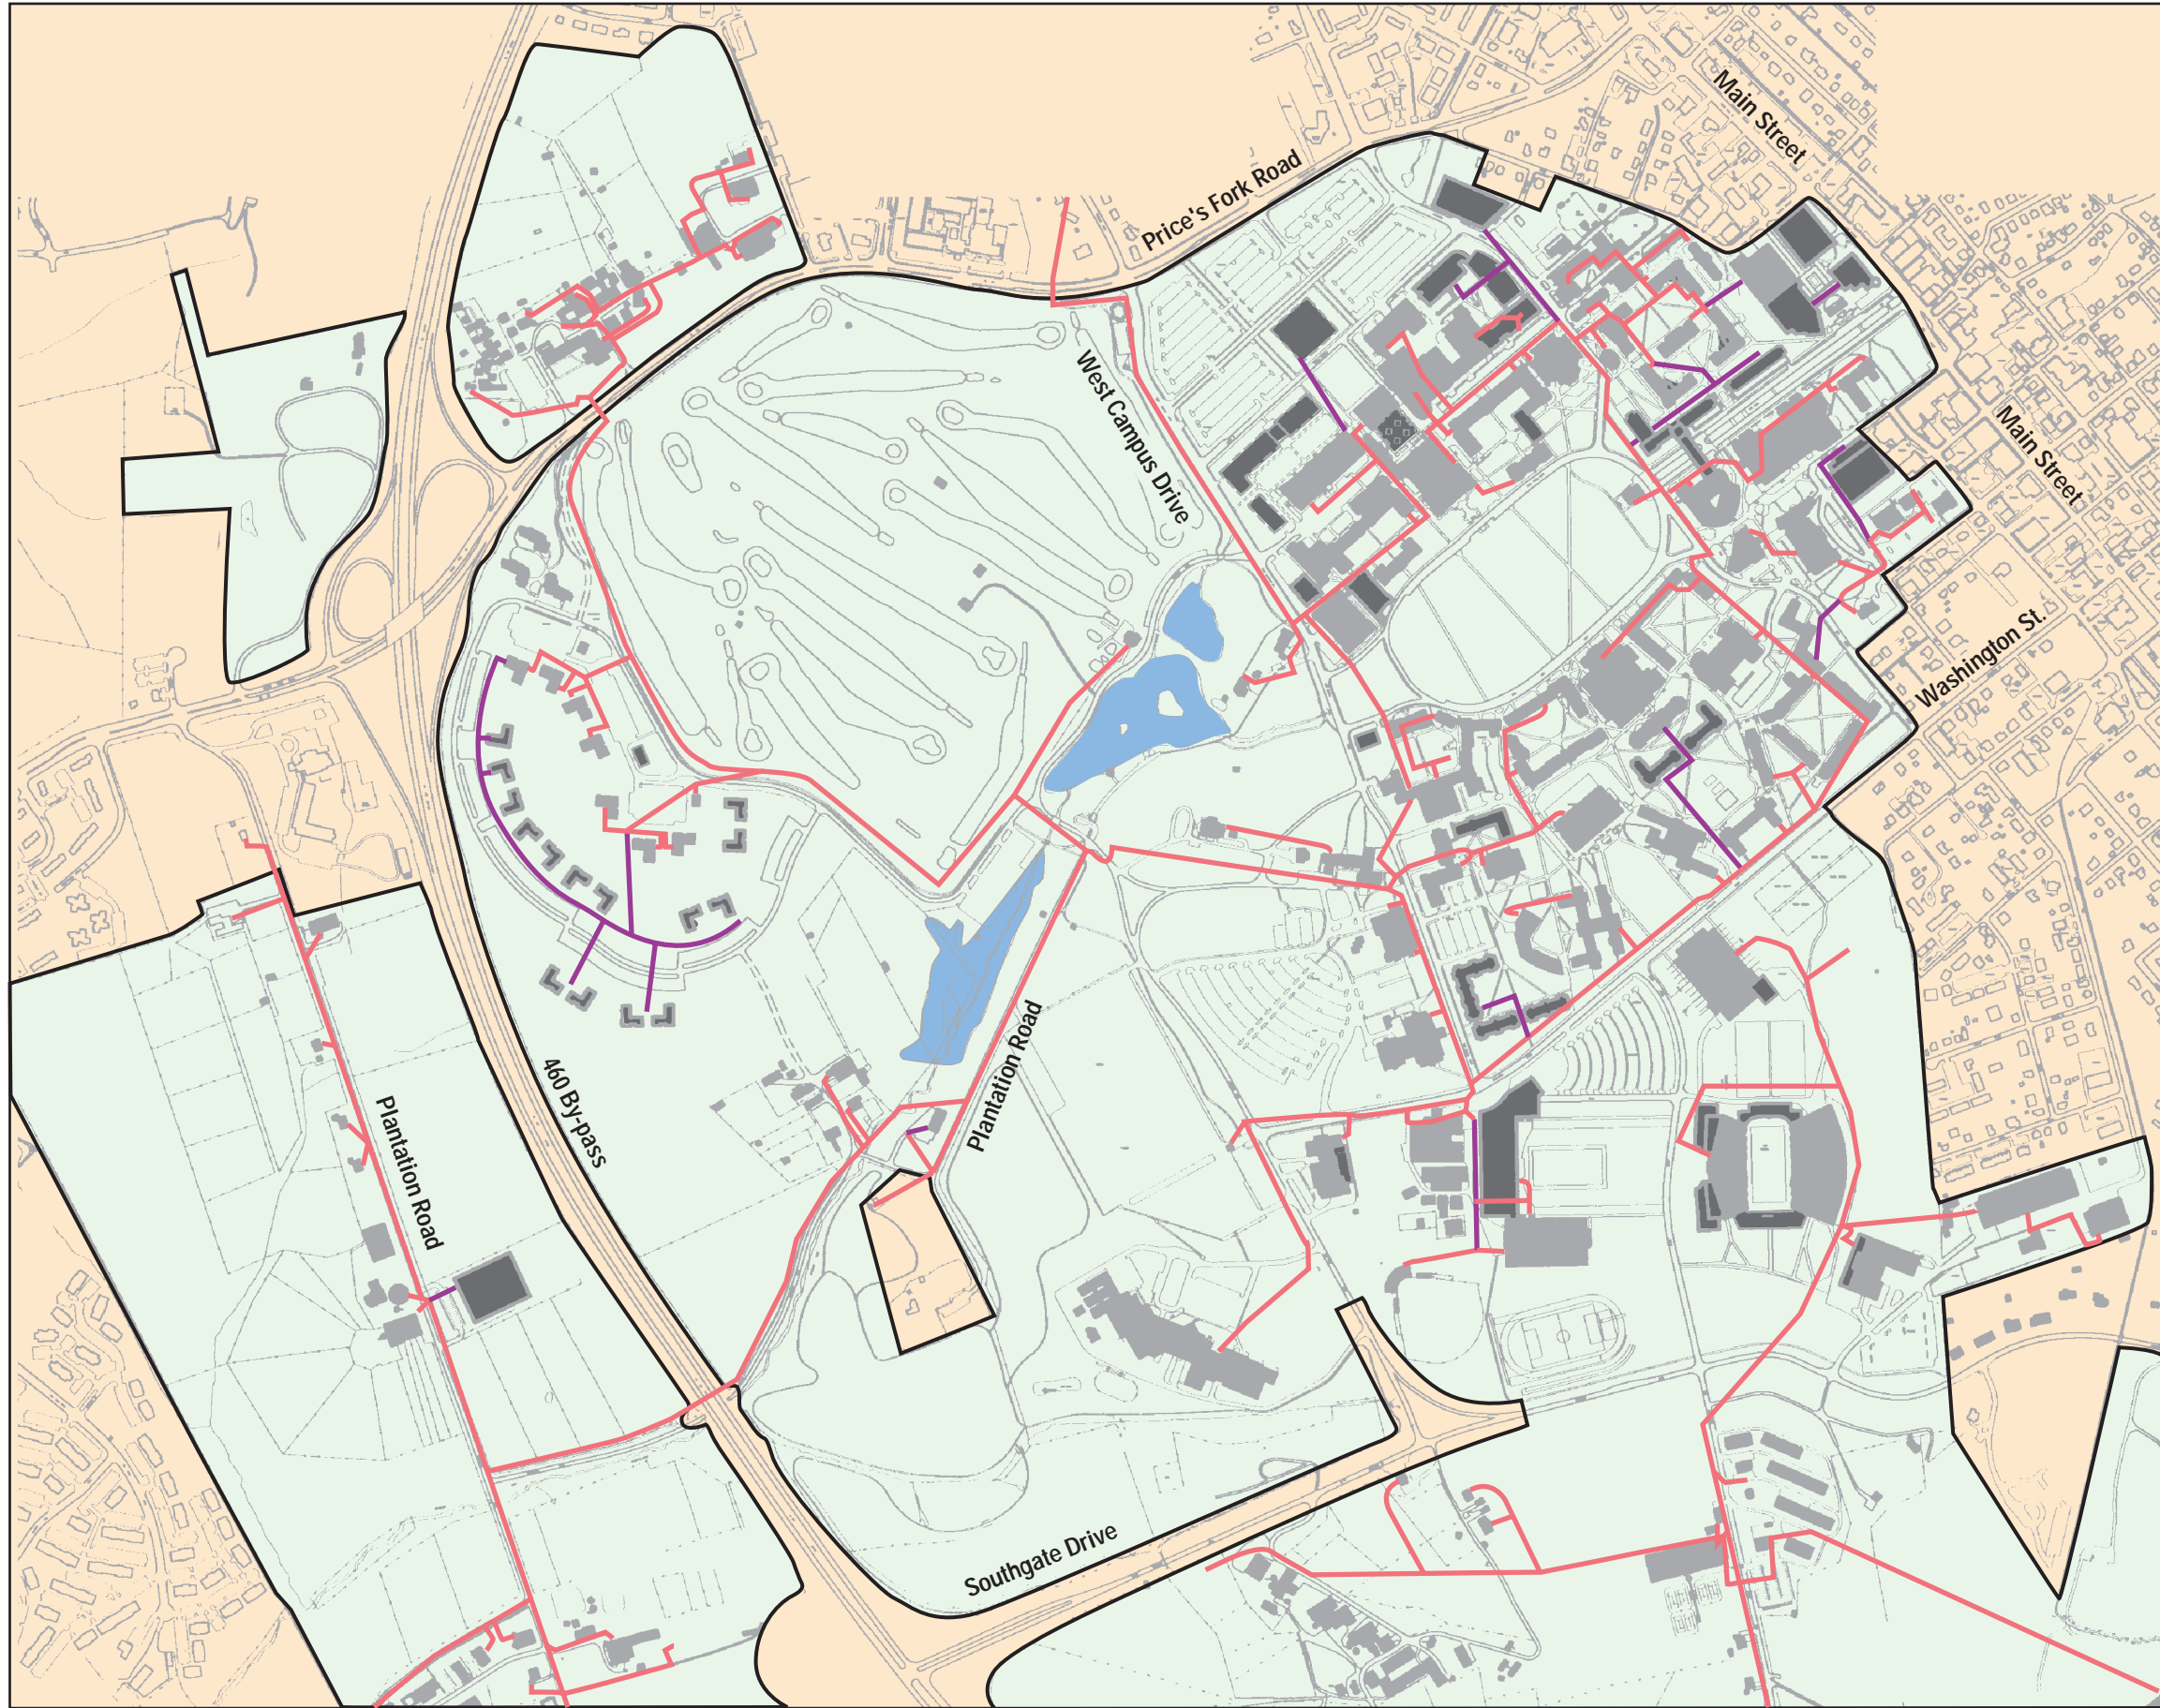 Main Street
Price's Fork Road
West Campus Drive
Main Street
Washington St.
460 By-pass
Plantation Road
Plantation Road
Southgate Drive